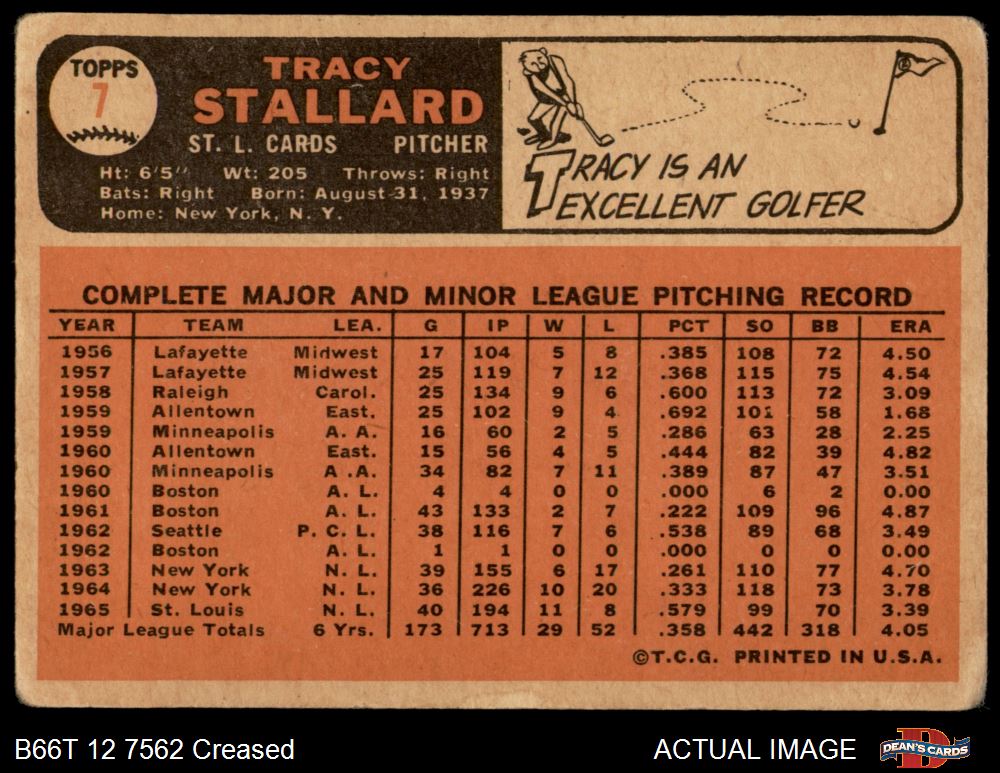 TOPPS
7
TRACY
STALLARD
ST. L. CARDS PITCHER
Ht: 6'5" Wt: 205 Throws: Right
Bats: Right Born: August 31, 1937
Home: New York, N. Y.
TRACY IS AN
EXCELLENT GOLFER
COMPLETE MAJOR AND MINOR LEAGUE PITCHING RECORD
YEAR TEAM LEA. G IP W L PCT SO BB ERA
1956 Lafayette Midwest 17 104 5 8 .385 108 72 4.50
1957 Lafayette Midwest 25 119 7 12 .368 115 75 4.54
1958 Raleigh Carol. 25 134 9 6 .600 113 72 3.09
1959 Allentown East. 25 102 9 4 .692 101 58 1.68
1959 Minneapolis A. A. 16 60 2 5 .286 63 28 2.25
1960 Allentown East. 15 56 4 5 .444 82 39 4.82
1960 Minneapolis A .A. 34 82 7 11 .389 87 47 3.51
1960 Boston A. L. 4 4 0 0 .000 6 2 0.00
1961 Boston A. L. 43 133 2 7 .222 109 96 4.87
1962 Seattle P. C. L. 38 116 7 6 .538 89 68 3.49
1962 Boston A. L. 1 1 0 0 .000 0 0 0.00
1963 New York N. L. 39 155 6 17 .261 110 77 4.70
1964 New York N. L. 36 226 10 20 .333 118 73 3.78
1965 St. Louis N. L. 40 194 11 8 .579 99 70 3.39
Major League Totals 6 Yrs. 173 713 29 52 .358 442 318 4.05
©T.C.G. PRINTED IN U.S.A.
B66T 12 7562 Creased
ACTUAL IMAGE
DEAN'S CARDS